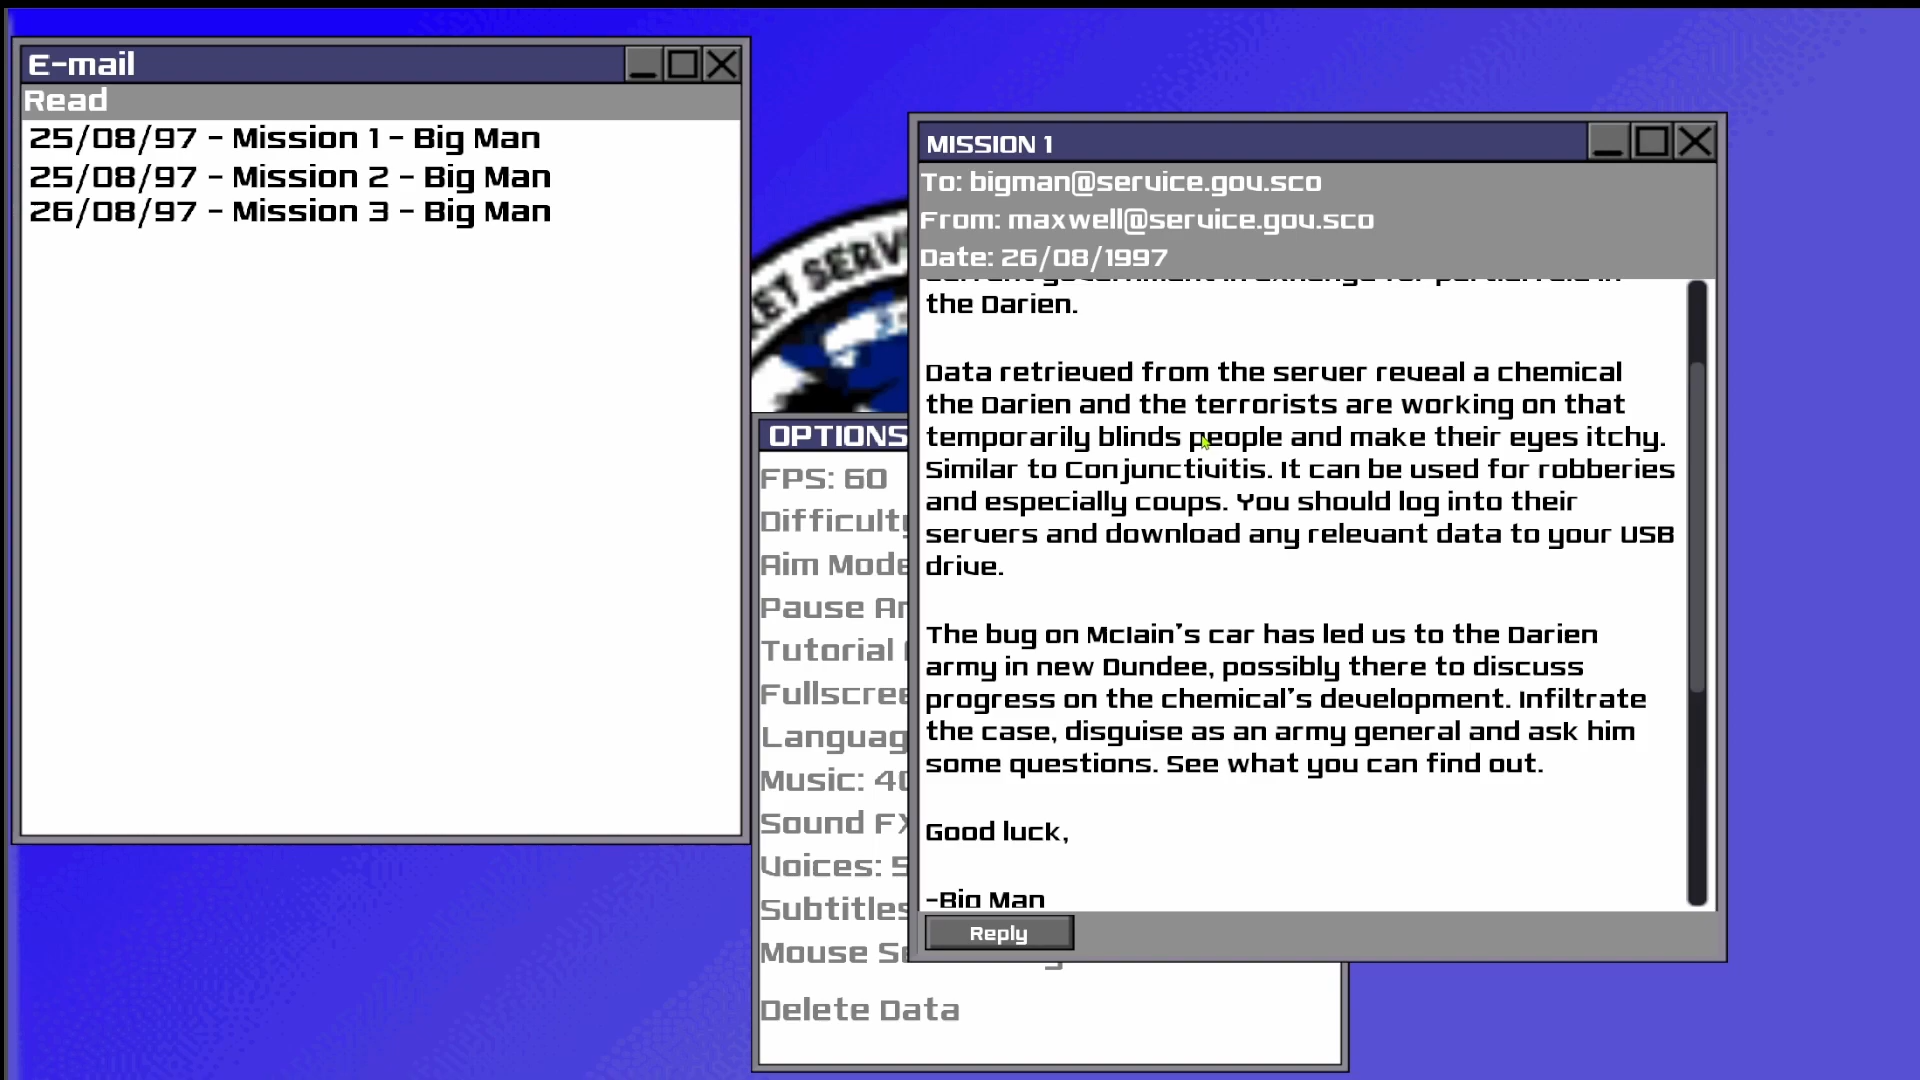 E-mail
Read
25/08/97 - Mission 1 - Big Man
25/08/97 - Mission 2 - Big Man
26/08/97 - Mission 3 - Big Man
SERV
OPTIONS
FPS: 60
Difficulty
Aim Mode
Pause
Tutorial
Music: 40
Sound FX
Voices: 5
Subtitles
Mouse
Delete Data
MISSION 1
To: bigman@service.gov.sco
From: maxwell@service.gov.sco
Date: 26/08/1997
the Darien.
Data retrieved from the server reveal a chemical
the Darien and the terrorists are working on that
temporarily blinds people and make their eyes itchy.
Similar to Conjunctivitis. It can be used for robberies
and especially coups. You should log into their
servers and download any relevant data to your USB
drive.
The bug on McIain's car has led us to the Darien
army in new Dundee, possibly there to discuss
progress on the chemical's development. Infiltrate
the case, disguise as an army general and ask him
some questions. See what you can find out.
Good luck,
-Big Man
Reply